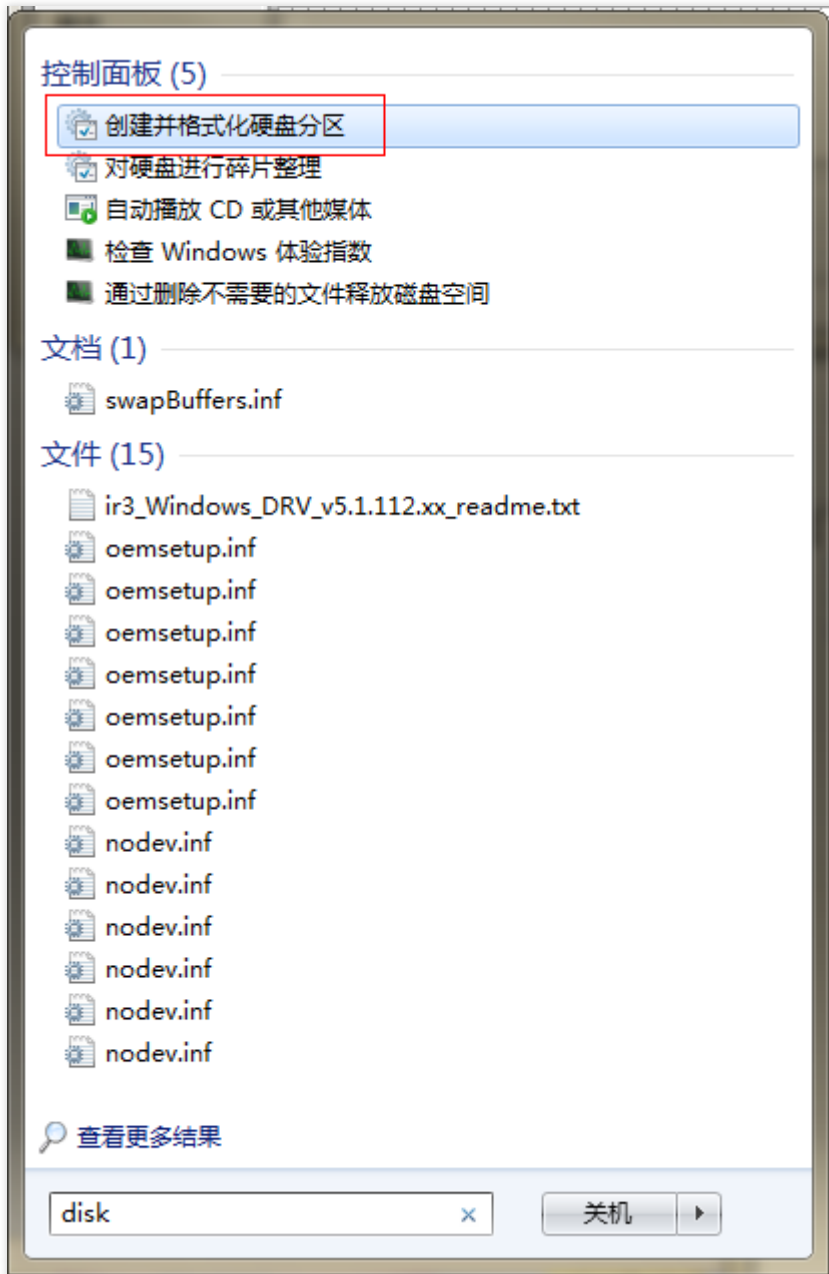 控制面板 (5)
创建并格式化硬盘分区
对硬盘进行碎片整理
自动播放 CD 或其他媒体
检查 Windows 体验指数
通过删除不需要的文件释放磁盘空间
文档 (1)
swapBuffers.inf
文件 (15)
ir3_Windows_DRV_v5.1.112.xx_readme.txt
oemsetup.inf
oemsetup.inf
oemsetup.inf
oemsetup.inf
oemsetup.inf
oemsetup.inf
oemsetup.inf
nodev.inf
nodev.inf
nodev.inf
nodev.inf
nodev.inf
nodev.inf
查看更多结果
disk × 关机